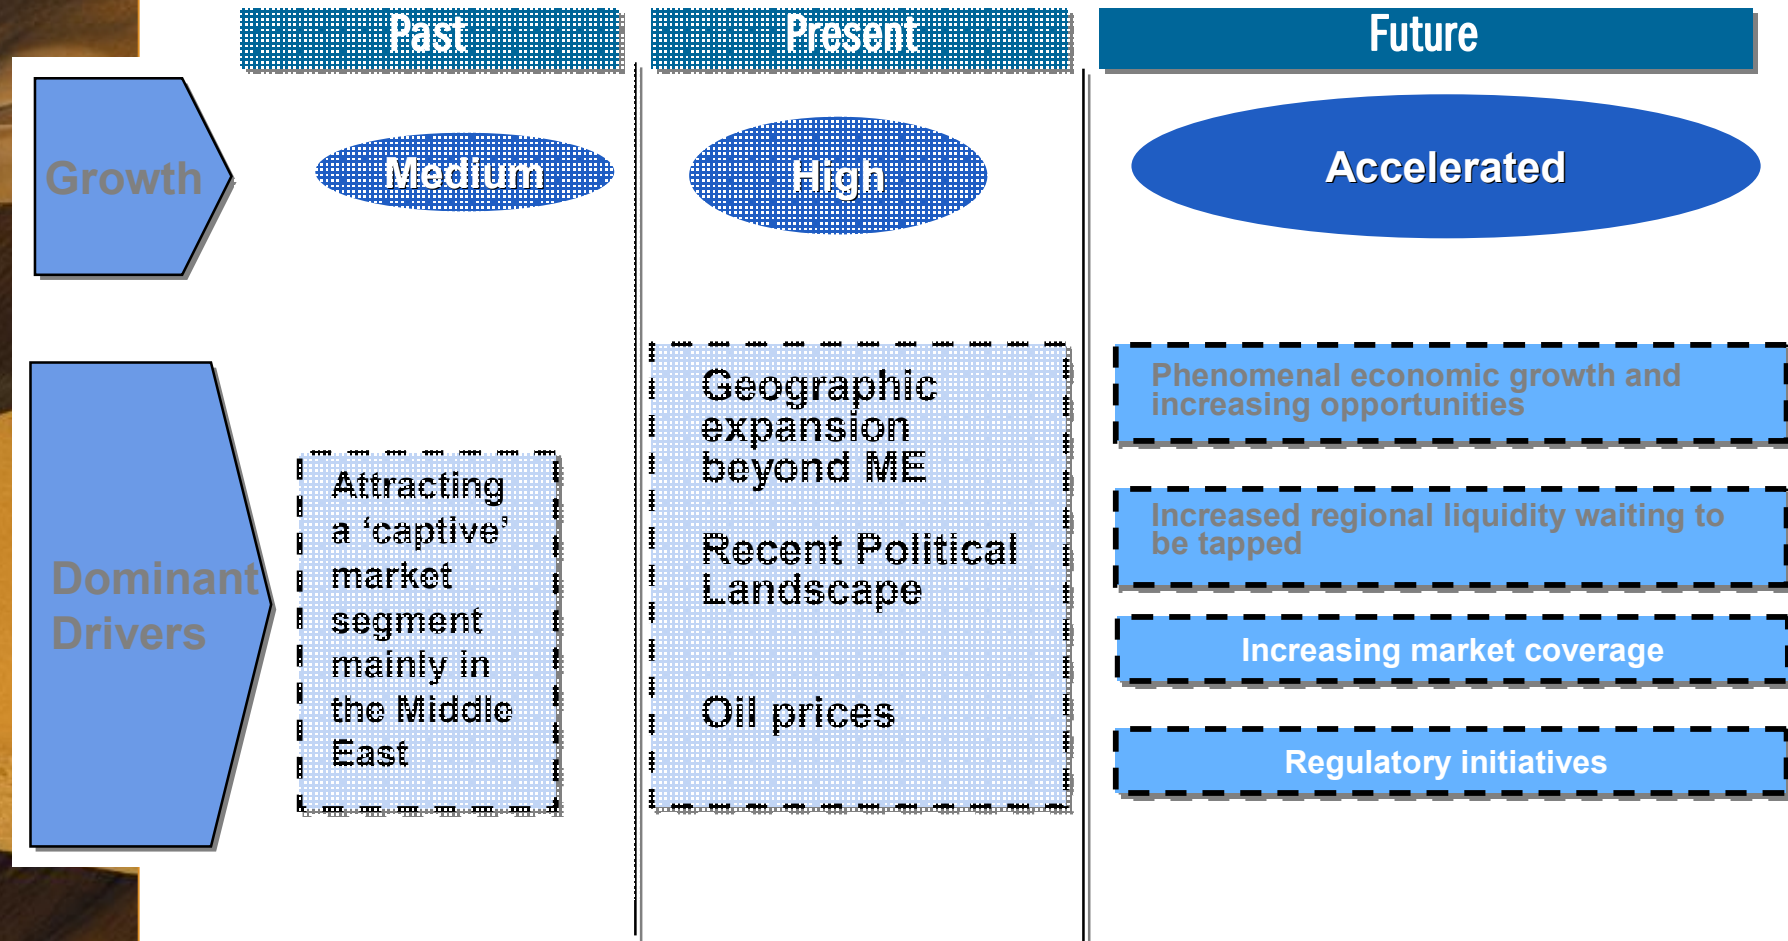 Past
Present
Future
Growth
Medium
High
Accelerated
Dominant
Drivers
Attracting
a ‘captive’
market
segment
mainly in
the Middle
East
Geographic
expansion
beyond ME
Recent Political
Landscape
Oil prices
Phenomenal economic growth and
increasing opportunities
Increased regional liquidity waiting to
be tapped
Increasing market coverage
Regulatory initiatives